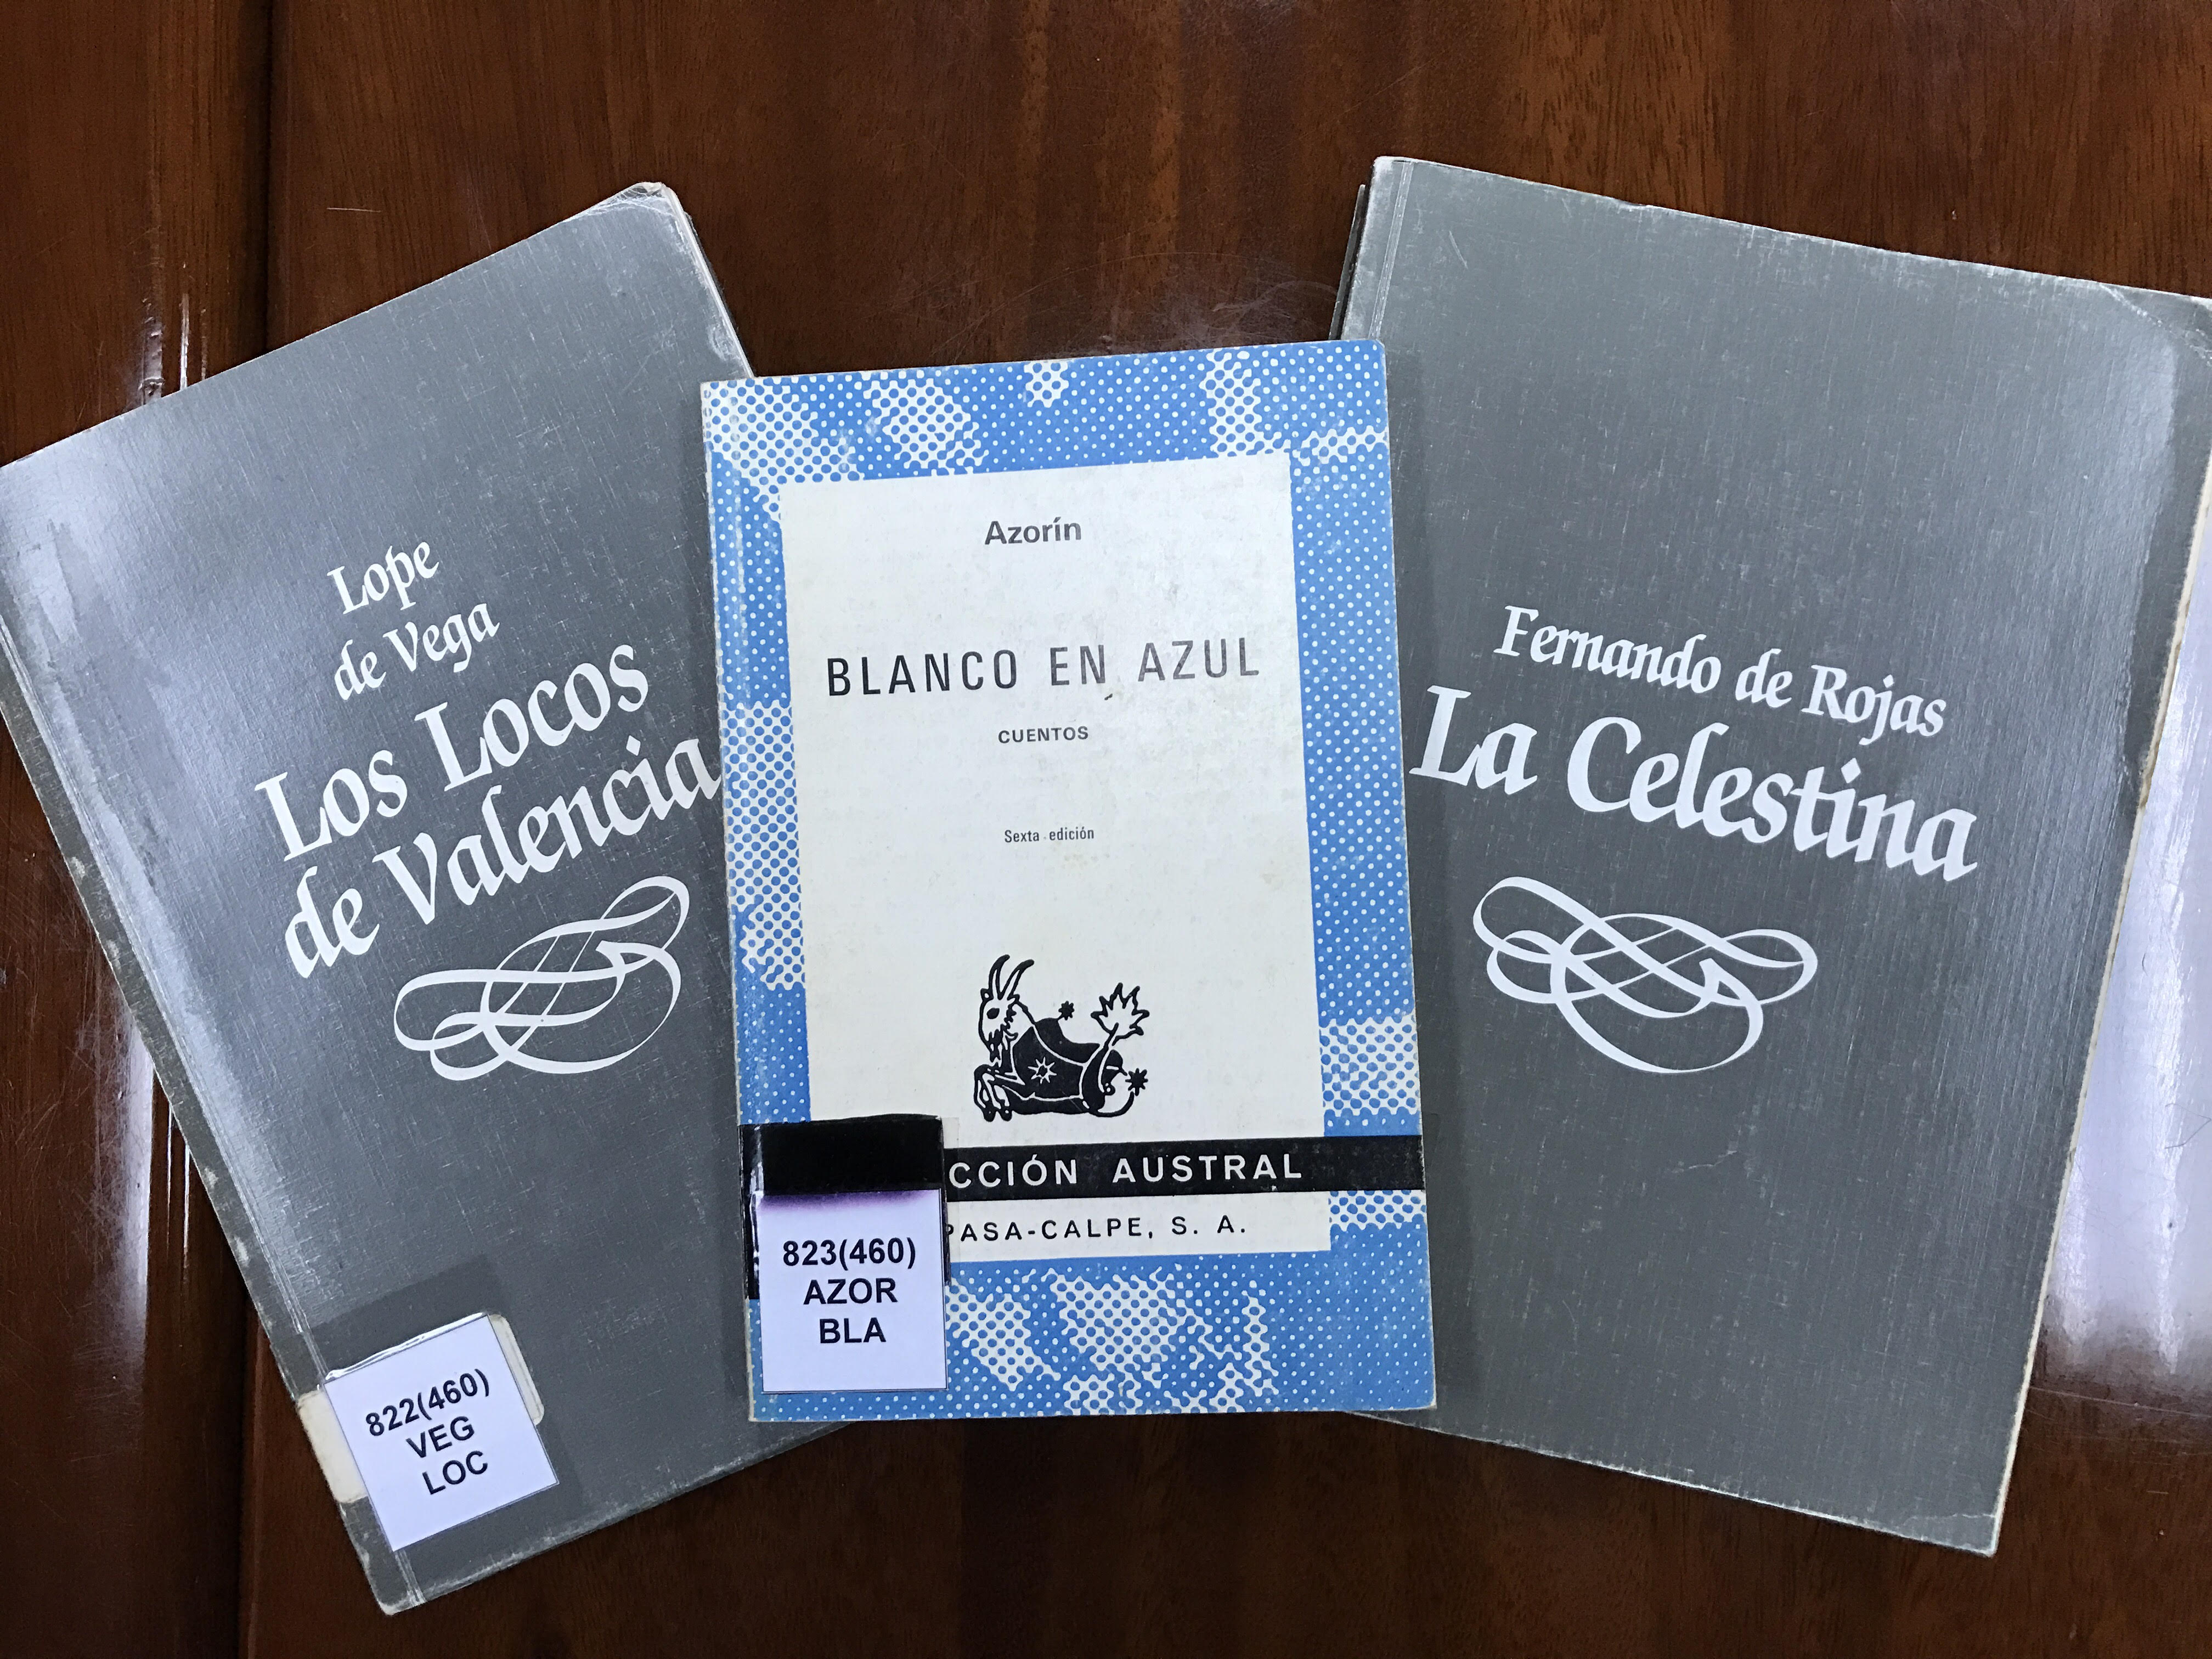 Lope
de Vega
Los Locos
de Valencia
822(460)
VEG
LOC
Azorín
BLANCO EN AZUL
CUENTOS
Sexta edición
CCIÓN AUSTRAL
PASA-CALPE, S. A.
823(460)
AZOR
BLA
Fernando de Rojas
La Celestina